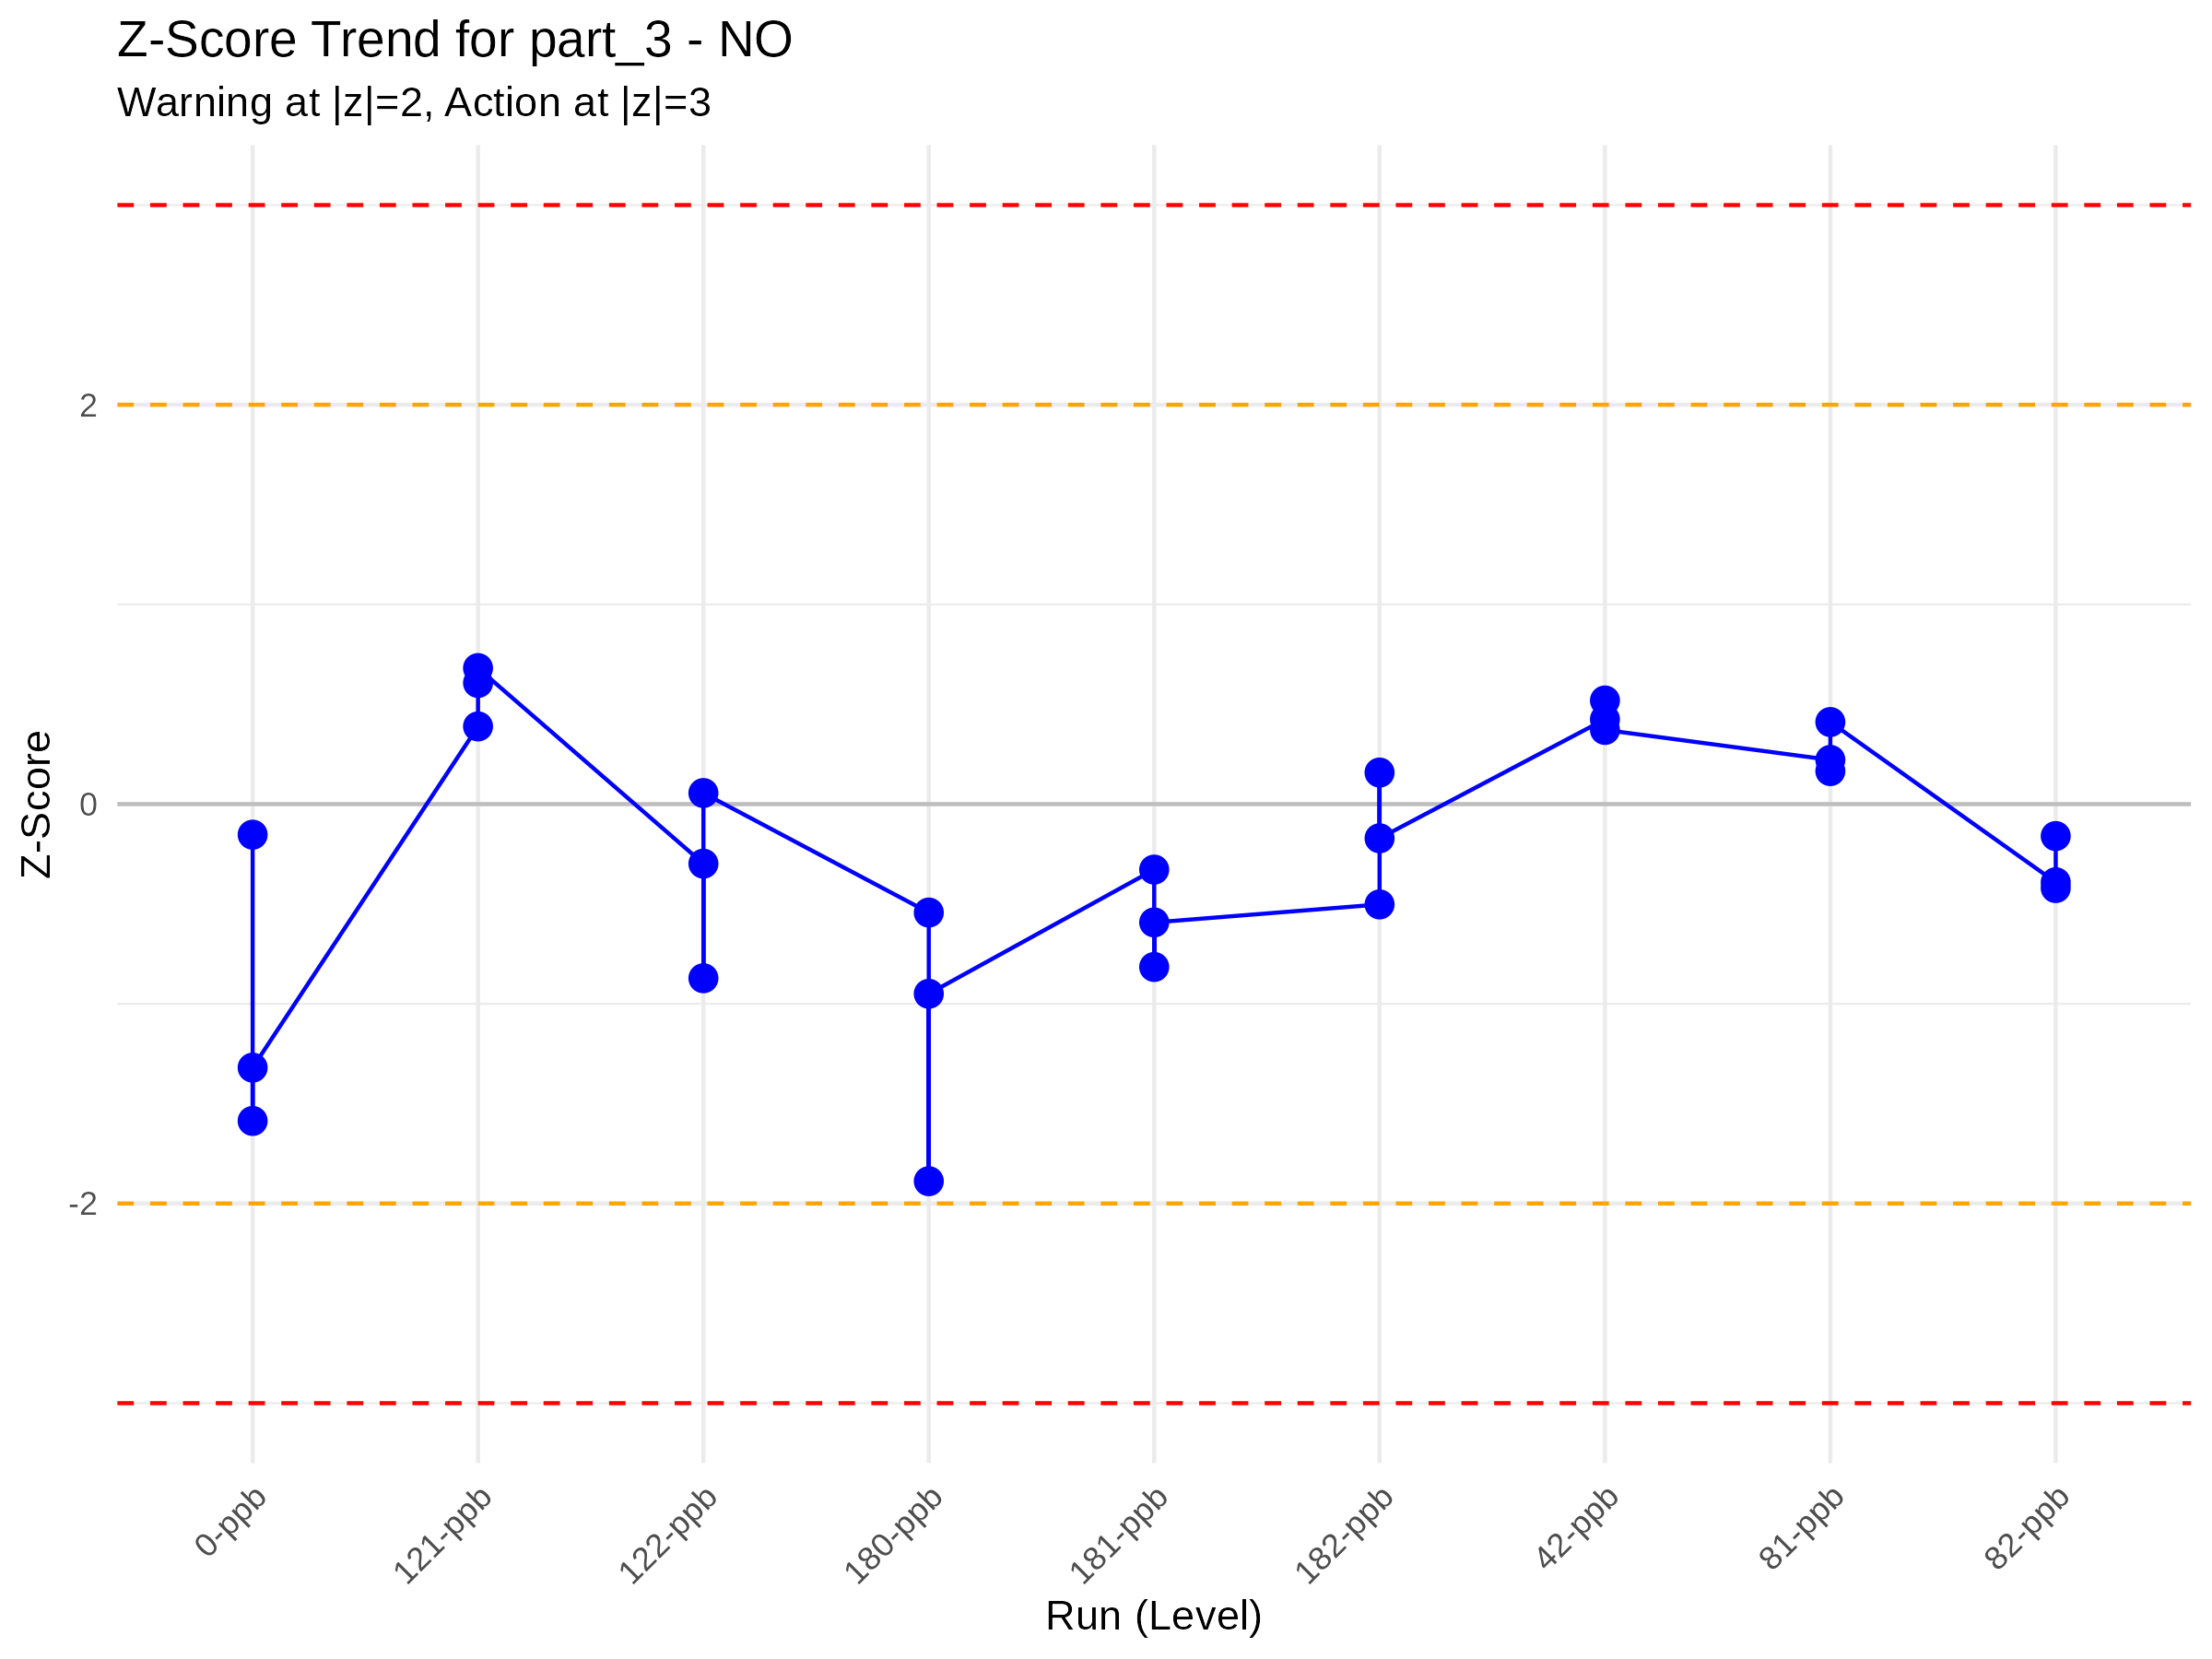 Z-Score Trend for part_3 - NO
Warning at |z|=2, Action at |z|=3
Z-Score
2
0
-2
0-ppb
121-ppb
122-ppb
180-ppb
181-ppb
182-ppb
42-ppb
81-ppb
82-ppb
Run (Level)